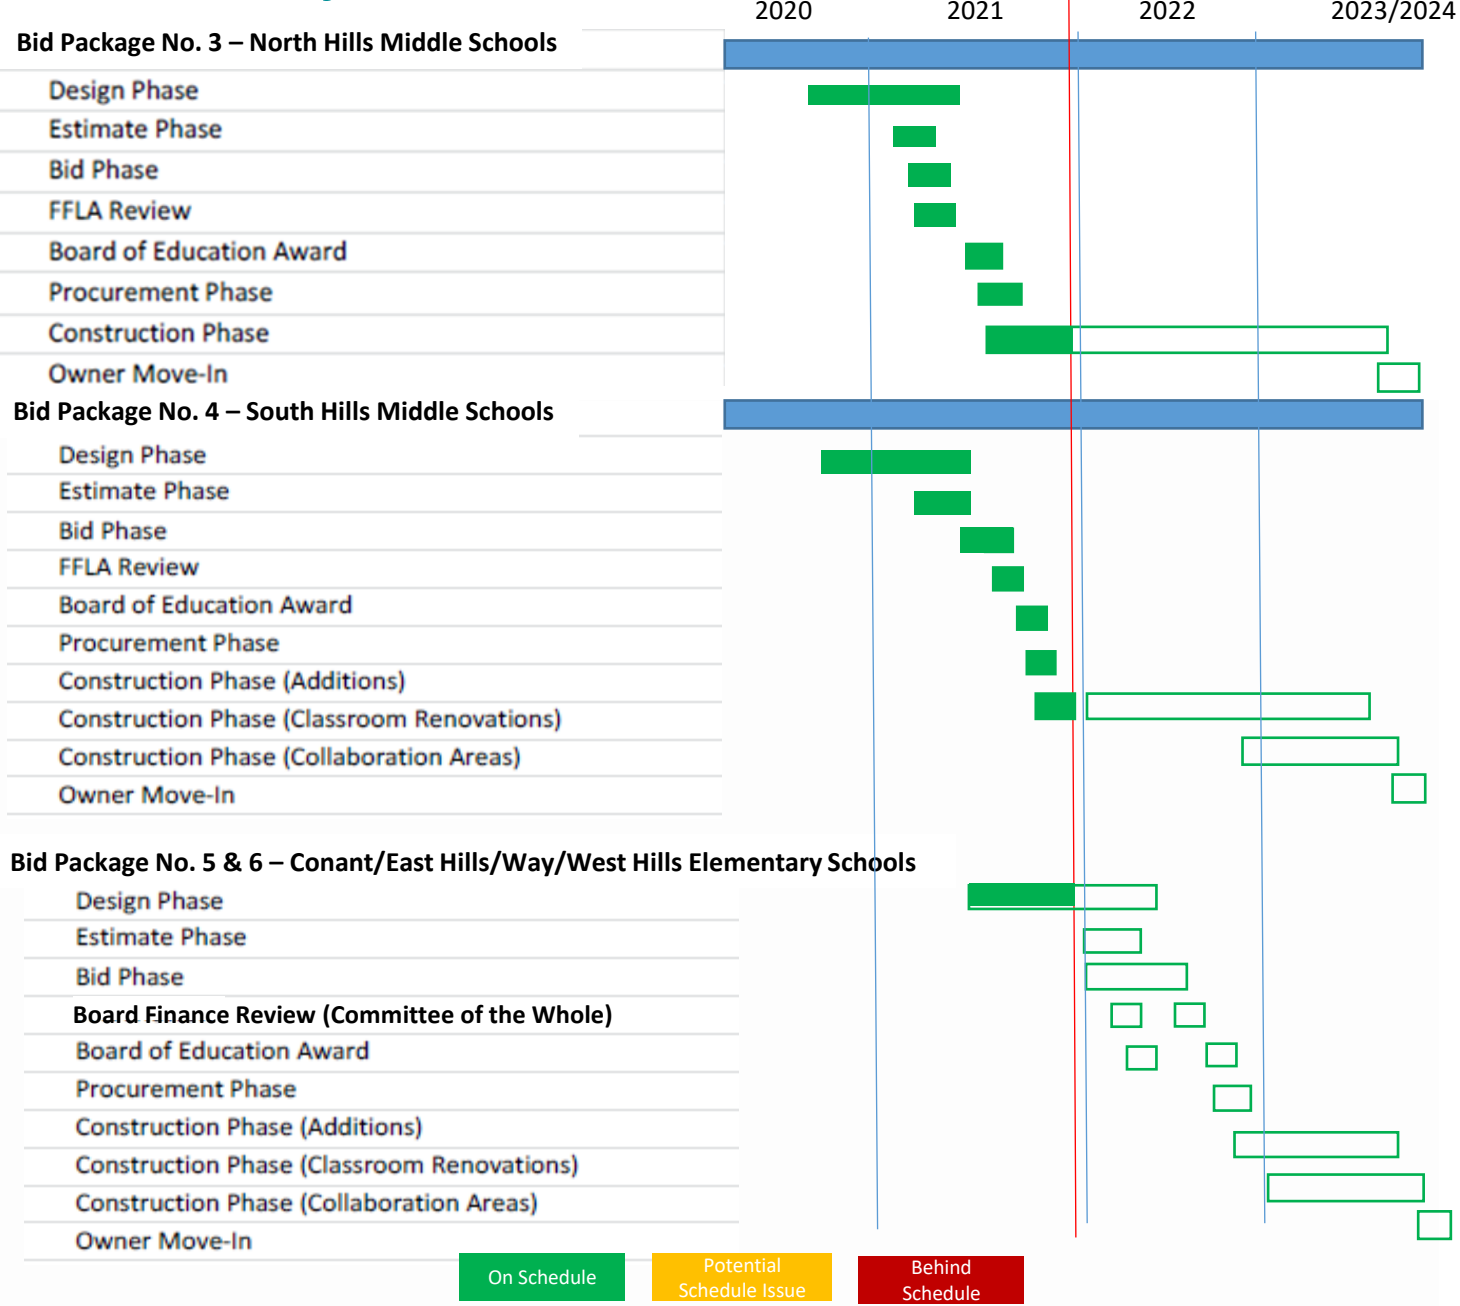 2020 2021 2022 2023/2024
Bid Package No. 3 – North Hills Middle Schools
Design Phase
Estimate Phase
Bid Phase
FFLA Review
Board of Education Award
Procurement Phase
Construction Phase
Owner Move-In
Bid Package No. 4 – South Hills Middle Schools
Design Phase
Estimate Phase
Bid Phase
FFLA Review
Board of Education Award
Procurement Phase
Construction Phase (Additions)
Construction Phase (Classroom Renovations)
Construction Phase (Collaboration Areas)
Owner Move-In
Bid Package No. 5 & 6 – Conant/East Hills/Way/West Hills Elementary Schools
Design Phase
Estimate Phase
Bid Phase
Board Finance Review (Committee of the Whole)
Board of Education Award
Procurement Phase
Construction Phase (Additions)
Construction Phase (Classroom Renovations)
Construction Phase (Collaboration Areas)
Owner Move-In
On Schedule
Potential
Schedule Issue
Behind
Schedule